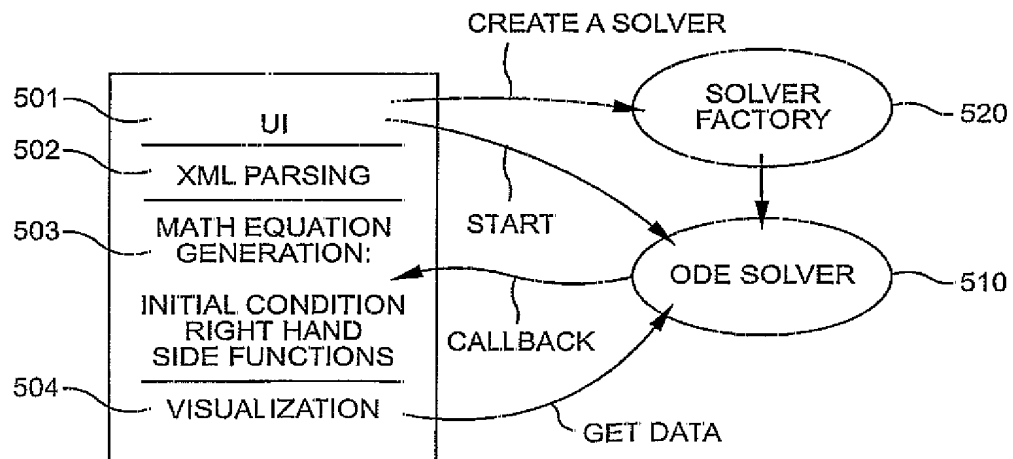 CREATE A SOLVER
501
UI
SOLVER
FACTORY
520
502
XML PARSING
START
503
MATH EQUATION
GENERATION:
ODE SOLVER
510
INITIAL CONDITION
RIGHT HAND
SIDE FUNCTIONS
CALLBACK
504
VISUALIZATION
GET DATA